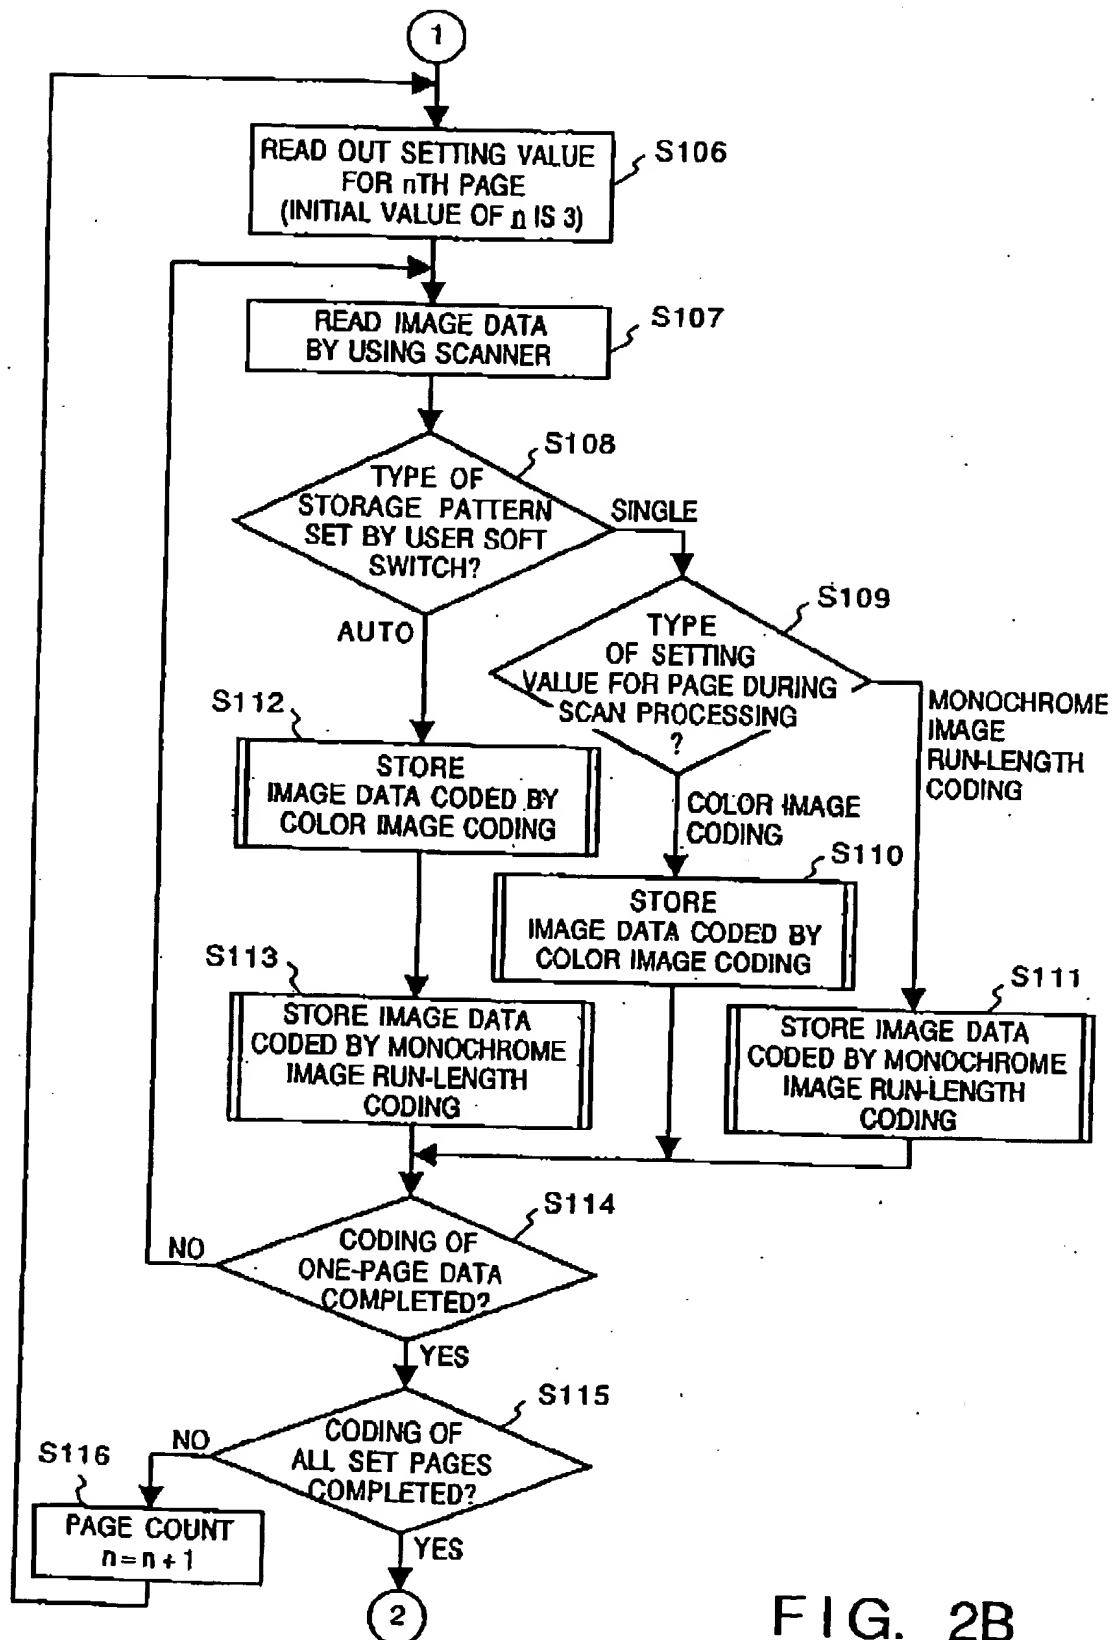 1
READ OUT SETTING VALUE
FOR nTH PAGE
(INITIAL VALUE OF n IS 3)
S106
READ IMAGE DATA
BY USING SCANNER
S107
S108
TYPE OF
STORAGE PATTERN
SET BY USER SOFT
SWITCH?
SINGLE
AUTO
S109
TYPE
OF SETTING
VALUE FOR PAGE DURING
SCAN PROCESSING
?
MONOCHROME
IMAGE
RUN-LENGTH
CODING
COLOR IMAGE
CODING
S112
STORE
IMAGE DATA CODED BY
COLOR IMAGE CODING
S110
STORE
IMAGE DATA CODED BY
COLOR IMAGE CODING
S113
STORE IMAGE DATA
CODED BY MONOCHROME
IMAGE RUN-LENGTH
CODING
S111
STORE IMAGE DATA
CODED BY MONOCHROME
IMAGE RUN-LENGTH
CODING
S114
CODING OF
ONE-PAGE DATA
COMPLETED?
NO
YES
S115
CODING OF
ALL SET PAGES
COMPLETED?
NO
YES
S116
PAGE COUNT
n=n+1
2
FIG. 2B